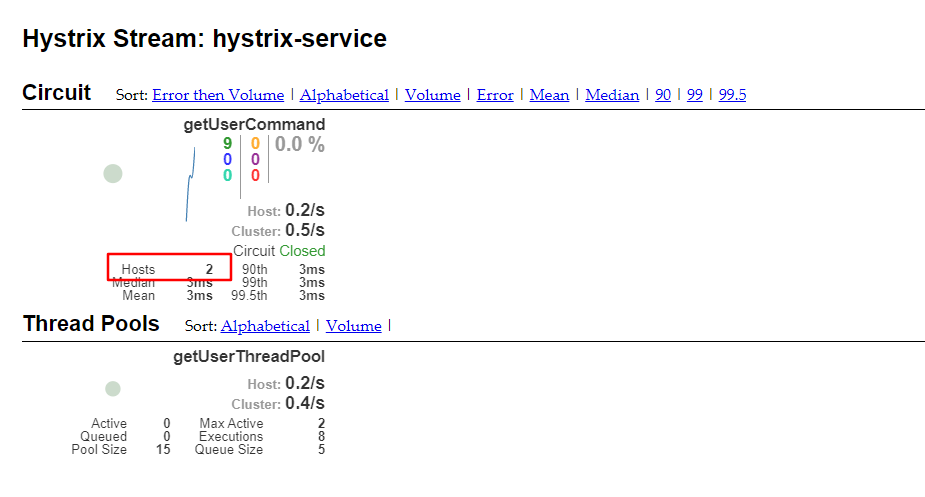 Hystrix Stream: hystrix-service
Circuit Sort: Error then Volume | Alphabetical | Volume | Error | Mean | Median | 90 | 99 | 99.5
getUserCommand
9 0 0.0 %
0 0
0 0
Host: 0.2/s
Cluster: 0.5/s
Circuit Closed
Hosts 2 90th 3ms
Median 3ms 99th 3ms
Mean 3ms 99.5th 3ms
Thread Pools Sort: Alphabetical | Volume |
getUserThreadPool
Host: 0.2/s
Cluster: 0.4/s
Active 0 Max Active 2
Queued 0 Executions 8
Pool Size 15 Queue Size 5